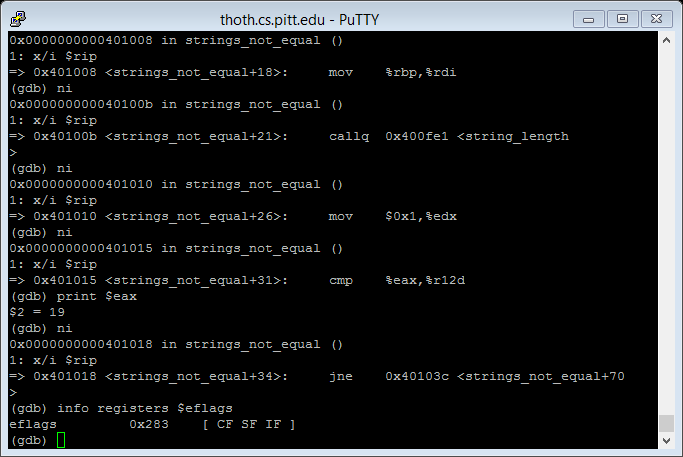 thoth.cs.pitt.edu - PuTTY
0x0000000000401008 in strings_not_equal ()
1: x/i $rip
=> 0x401008 <strings_not_equal+18>:     mov    %rbp,%rdi
(gdb) ni
0x000000000040100b in strings_not_equal ()
1: x/i $rip
=> 0x40100b <strings_not_equal+21>:     callq  0x400fe1 <string_length
>
(gdb) ni
0x0000000000401010 in strings_not_equal ()
1: x/i $rip
=> 0x401010 <strings_not_equal+26>:     mov    $0x1,%edx
(gdb) ni
0x0000000000401015 in strings_not_equal ()
1: x/i $rip
=> 0x401015 <strings_not_equal+31>:     cmp    %eax,%r12d
(gdb) print $eax
$2 = 19
(gdb) ni
0x0000000000401018 in strings_not_equal ()
1: x/i $rip
=> 0x401018 <strings_not_equal+34>:     jne    0x40103c <strings_not_equal+70
>
(gdb) info registers $eflags
eflags         0x283    [ CF SF IF ]
(gdb)